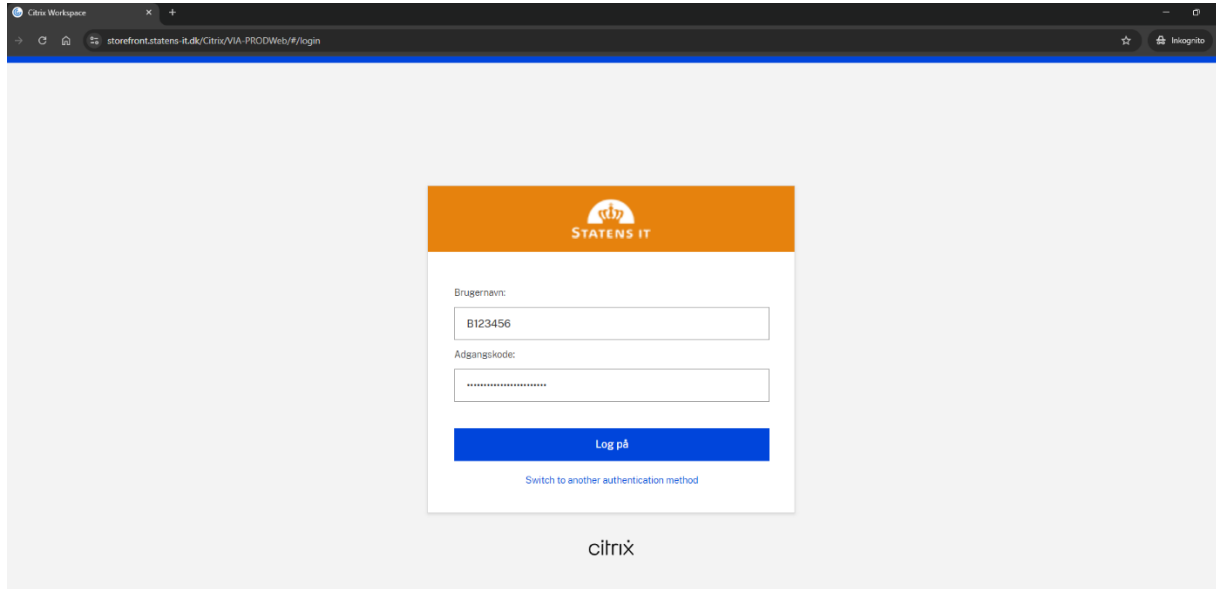 Citrix Workspace
storefront.statens-it.dk/Citrix/VIA-PRODWeb/#/login
Inkognito
STATENS IT
Brugernavn:
B123456
Adgangskode:
Log på
Switch to another authentication method
citrix